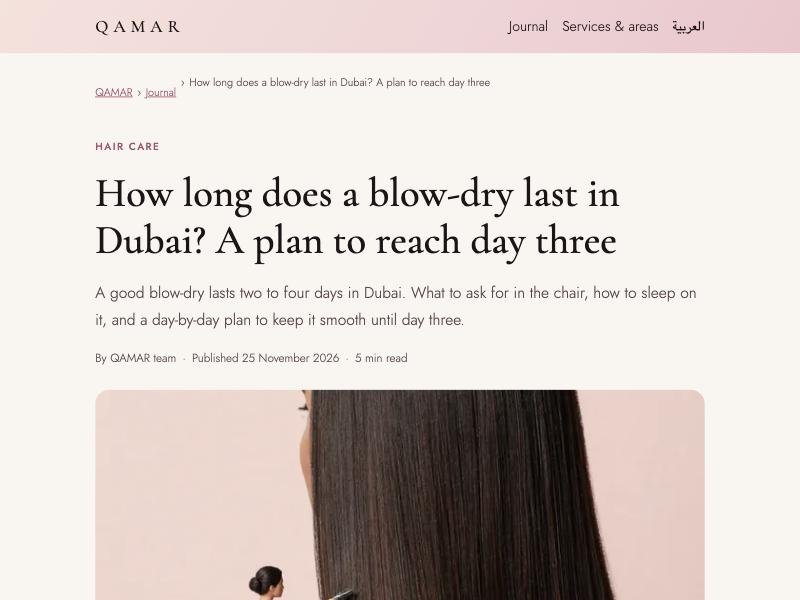 QAMAR
Journal Services & areas العربية
QAMAR › Journal › How long does a blow-dry last in Dubai? A plan to reach day three
HAIR CARE
How long does a blow-dry last in
Dubai? A plan to reach day three
A good blow-dry lasts two to four days in Dubai. What to ask for in the chair, how to sleep on
it, and a day-by-day plan to keep it smooth until day three.
By QAMAR team · Published 25 November 2026 · 5 min read